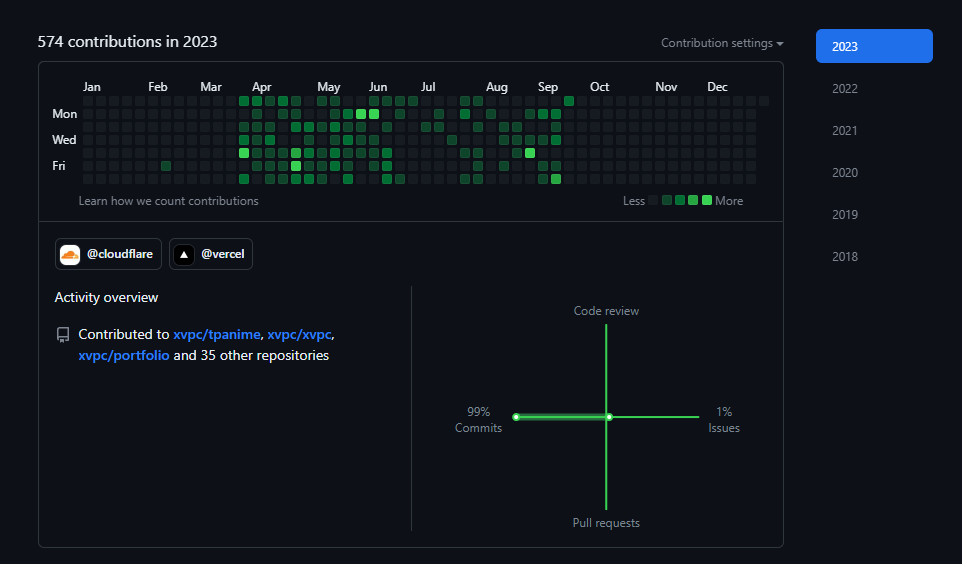 574 contributions in 2023
Contribution settings
Jan Feb Mar Apr May Jun Jul Aug Sep Oct Nov Dec
Mon
Wed
Fri
Learn how we count contributions
Less More
@cloudflare @vercel
Activity overview
Contributed to xvpc/tpanime, xvpc/xvpc,
xvpc/portfolio and 35 other repositories
Code review
99%
Commits
1%
Issues
Pull requests
2023
2022
2021
2020
2019
2018